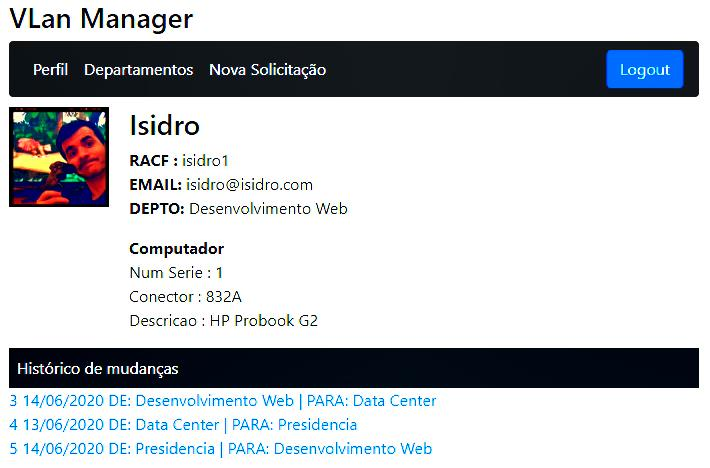 VLan Manager
Perfil Departamentos Nova Solicitação Logout
Isidro
RACF : isidro1
EMAIL: isidro@isidro.com
DEPTO: Desenvolvimento Web
Computador
Num Serie : 1
Conector : 832A
Descricao : HP Probook G2
Histórico de mudanças
3 14/06/2020 DE: Desenvolvimento Web | PARA: Data Center
4 13/06/2020 DE: Data Center | PARA: Presidencia
5 14/06/2020 DE: Presidencia | PARA: Desenvolvimento Web